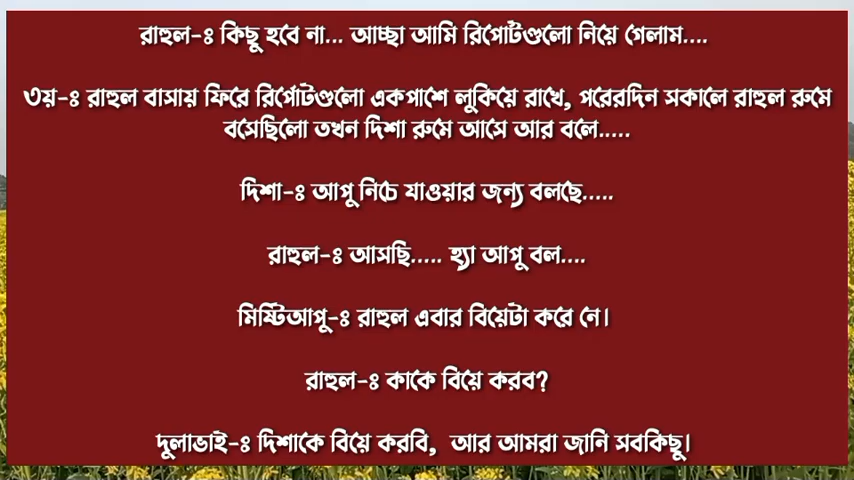 রাহুল-ঃ কিছু হবে না... আচ্ছা আমি রিপোর্টগুলো নিয়ে গেলাম....
৩য়-ঃ রাহুল বাসায় ফিরে রির্পোটগুলো একপাশে লুকিয়ে রাখে, পরেরদিন সকালে রাহুল রুমে
বসেছিলো তখন দিশা রুমে আসে আর বলে.....
দিশা-ঃ আপু নিচে যাওয়ার জন্য বলছে.....
রাহুল-ঃ আসছি..... হ্যা আপু বল....
মিষ্টিআপু-ঃ রাহুল এবার বিয়েটা করে নে।
রাহুল-ঃ কাকে বিয়ে করব?
দুলাভাই-ঃ দিশাকে বিয়ে করবি,  আর আমরা জানি সবকিছু।